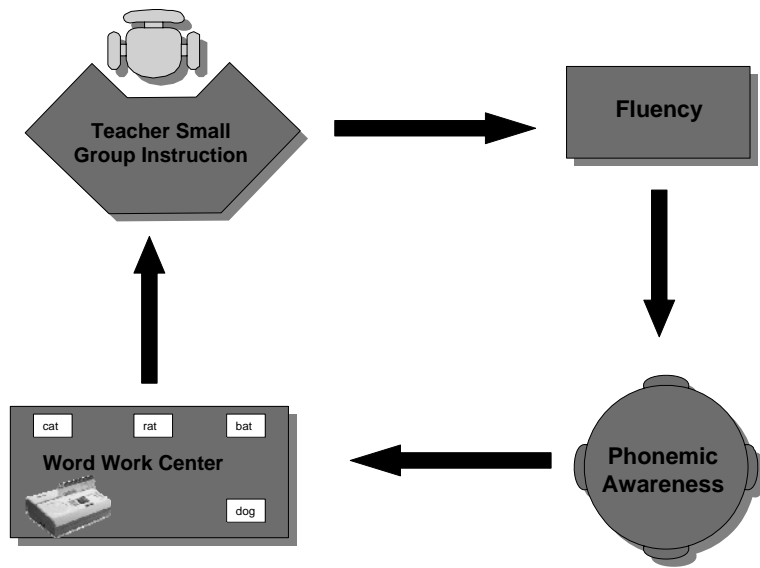 Teacher Small
Group Instruction
Fluency
cat
rat
bat
Word Work Center
dog
Phonemic
Awareness